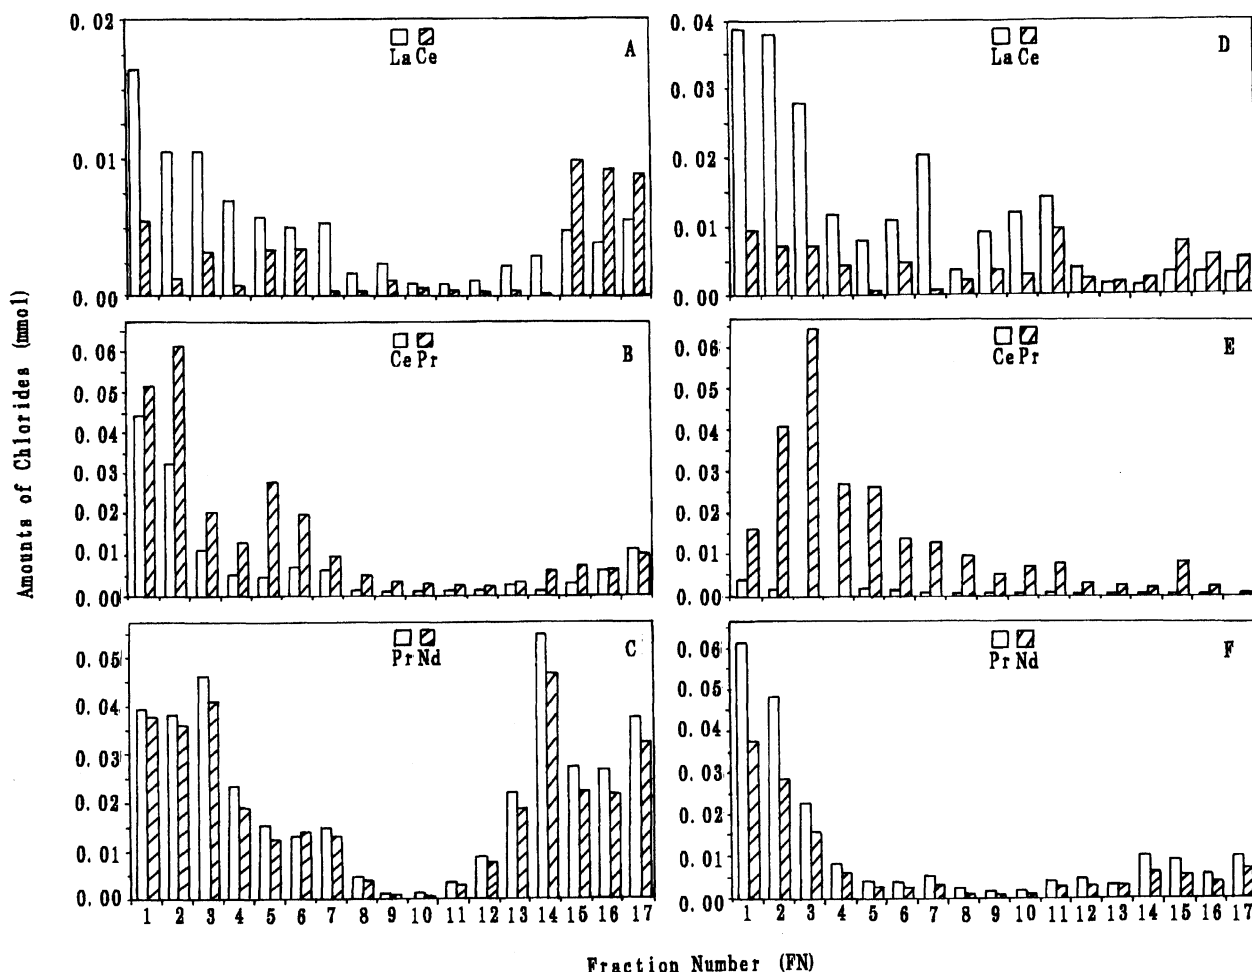 Amounts of Chlorides (mmol)
0.02
0.01
0.00
La Ce
A
0.04
0.03
0.02
0.01
0.00
La Ce
D
0.06
0.05
0.04
0.03
0.02
0.01
0.00
Ce Pr
B
0.06
0.05
0.04
0.03
0.02
0.01
0.00
Ce Pr
E
0.05
0.04
0.03
0.02
0.01
0.00
Pr Nd
C
1 2 3 4 5 6 7 8 9 10 11 12 13 14 15 16 17
0.06
0.05
0.04
0.03
0.02
0.01
0.00
Pr Nd
F
1 2 3 4 5 6 7 8 9 10 11 12 13 14 15 16 17
Fraction Number (FN)